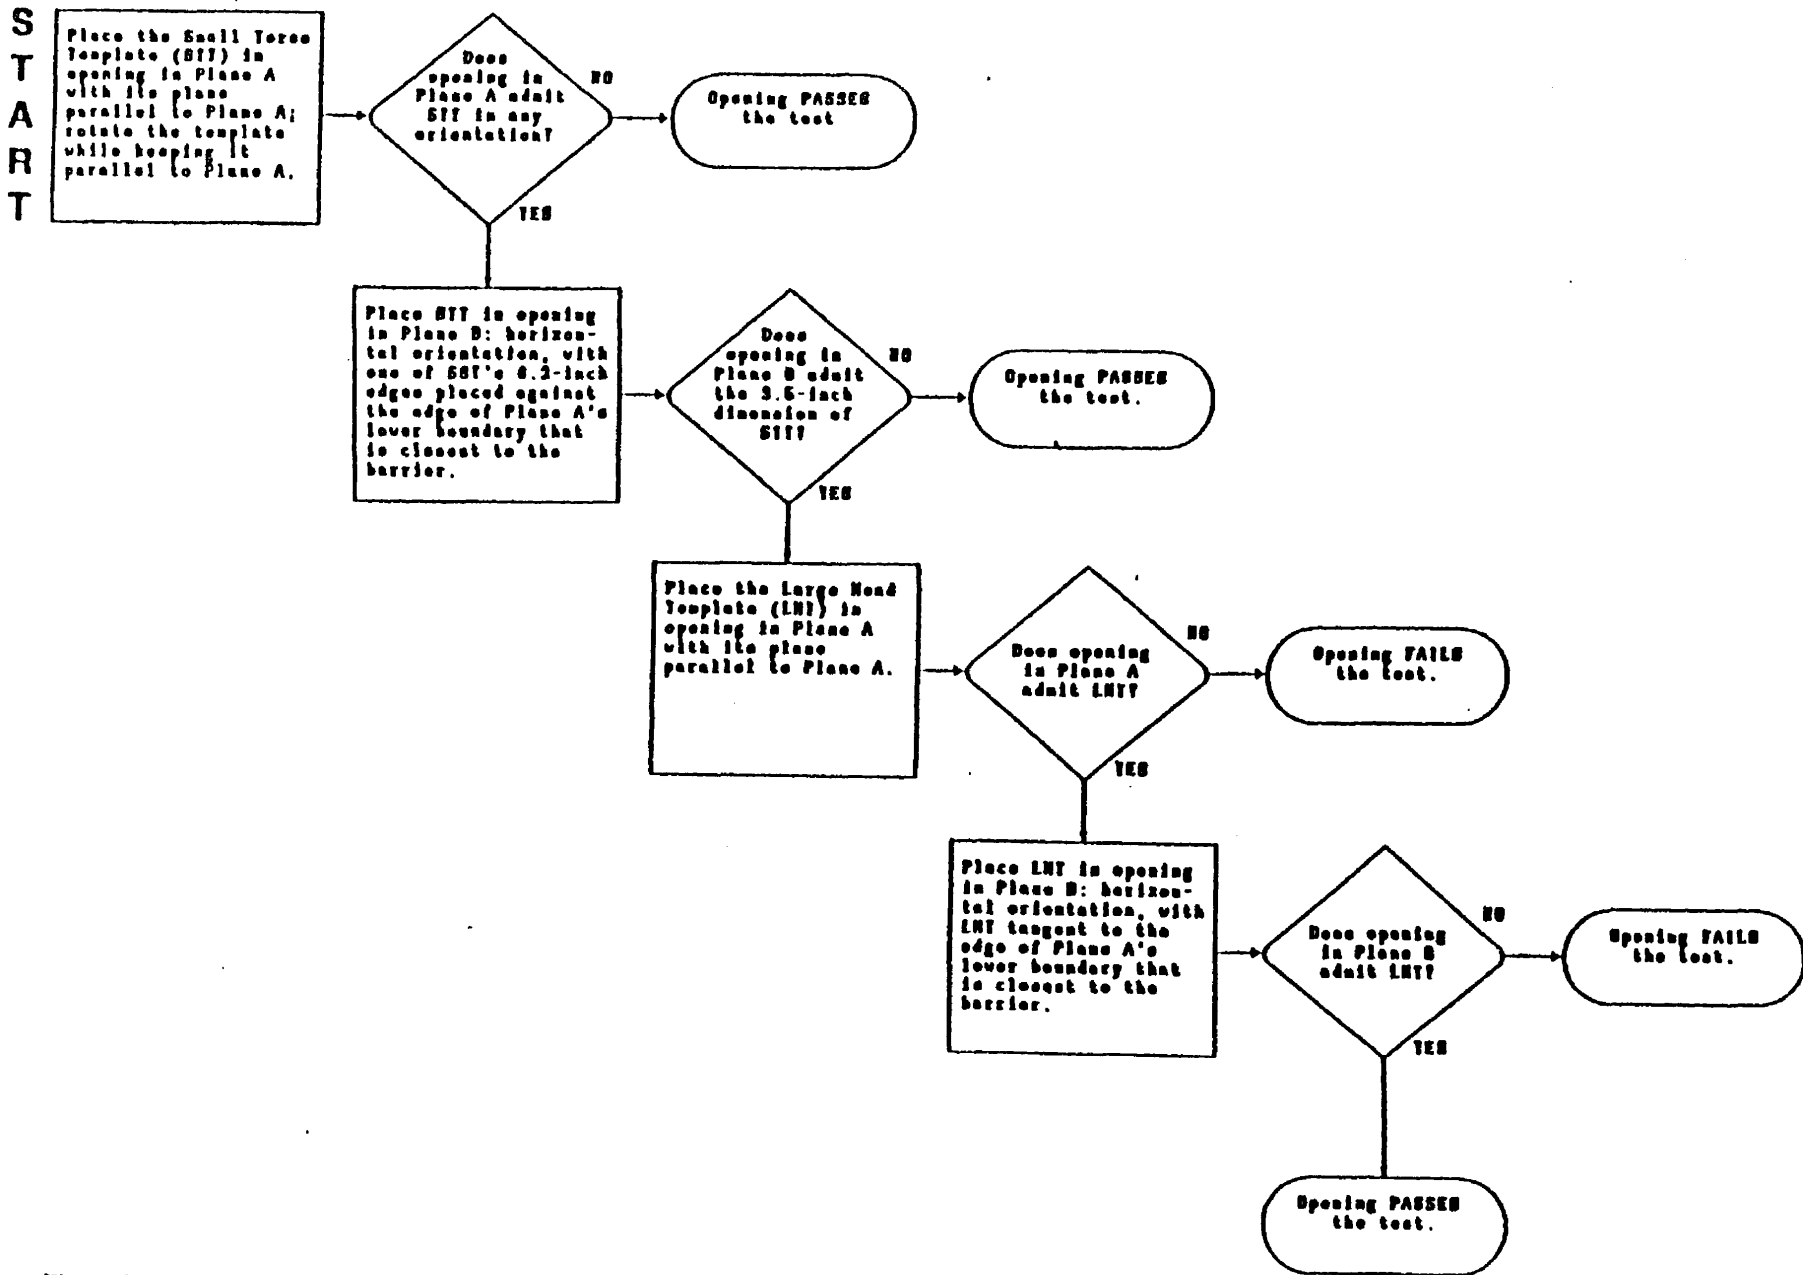 START
Place the Small Torso
Template (STT) in
opening in Plane A
with its plane
parallel to Plane A;
rotate the template
while keeping it
parallel to Plane A.
Does
opening in
Plane A admit
STT in any
orientation?
NO
Opening PASSES
the test
YES
Place STT in opening
in Plane B: horizon-
tal orientation, with
one of SST's 6.2-inch
edges placed against
the edge of Plane A's
lower boundary that
is closest to the
barrier.
Does
opening in
Plane B admit
the 3.5-inch
dimension of
STT?
NO
Opening PASSES
the test.
YES
Place the Large Head
Template (LHT) in
opening in Plane A
with its plane
parallel to Plane A.
Does opening
in Plane A
admit LHT?
NO
Opening FAILS
the test.
YES
Place LHT in opening
in Plane B: horizon-
tal orientation, with
LHT tangent to the
edge of Plane A's
lower boundary that
is closest to the
barrier.
Does opening
in Plane B
admit LHT?
NO
Opening FAILS
the test.
YES
Opening PASSES
the test.